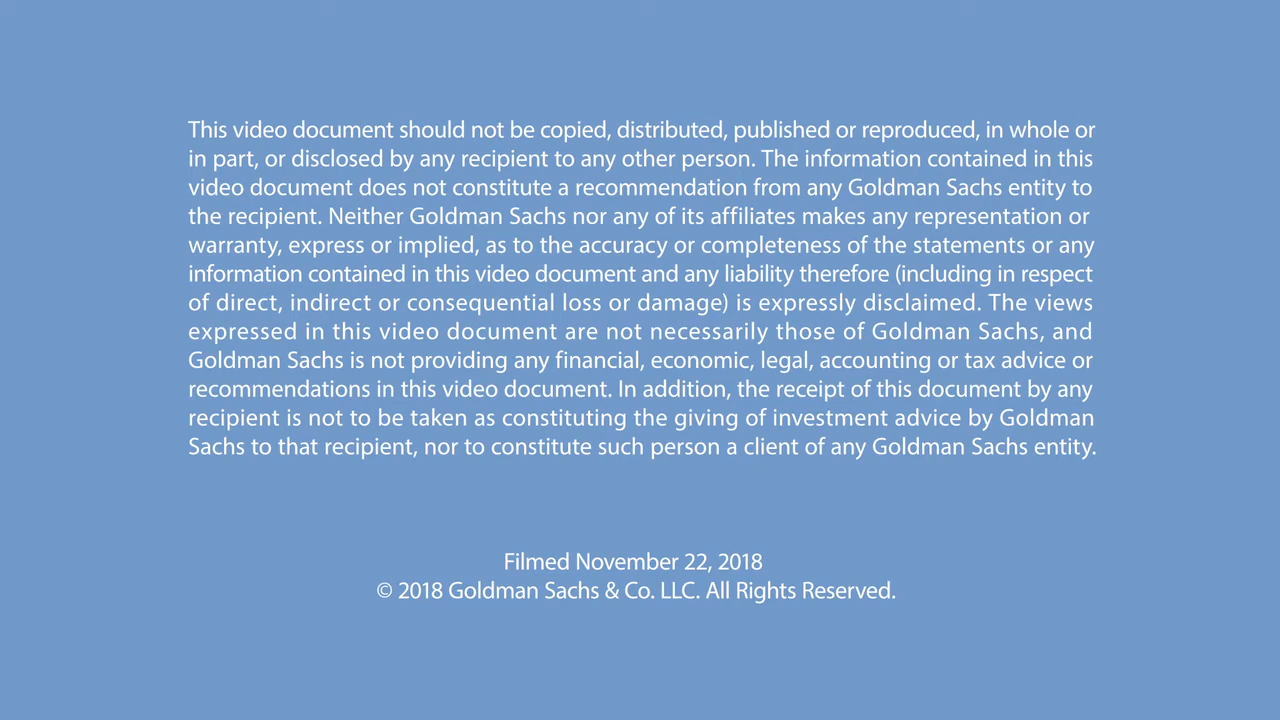 This video document should not be copied, distributed, published or reproduced, in whole or
in part, or disclosed by any recipient to any other person. The information contained in this
video document does not constitute a recommendation from any Goldman Sachs entity to
the recipient. Neither Goldman Sachs nor any of its affiliates makes any representation or
warranty, express or implied, as to the accuracy or completeness of the statements or any
information contained in this video document and any liability therefore (including in respect
of direct, indirect or consequential loss or damage) is expressly disclaimed. The views
expressed in this video document are not necessarily those of Goldman Sachs, and
Goldman Sachs is not providing any financial, economic, legal, accounting or tax advice or
recommendations in this video document. In addition, the receipt of this document by any
recipient is not to be taken as constituting the giving of investment advice by Goldman
Sachs to that recipient, nor to constitute such person a client of any Goldman Sachs entity.
Filmed November 22, 2018
© 2018 Goldman Sachs & Co. LLC. All Rights Reserved.